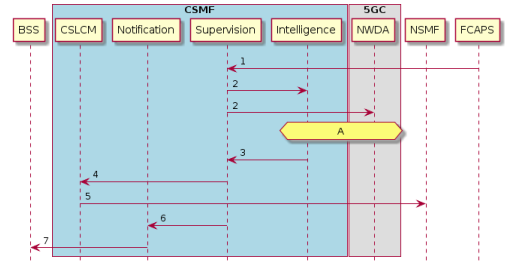 CSMF 5GC
BSS CSLCM Notification Supervision Intelligence NWDA NSMF FCAPS
1
2
2
A
3
4
5
6
7